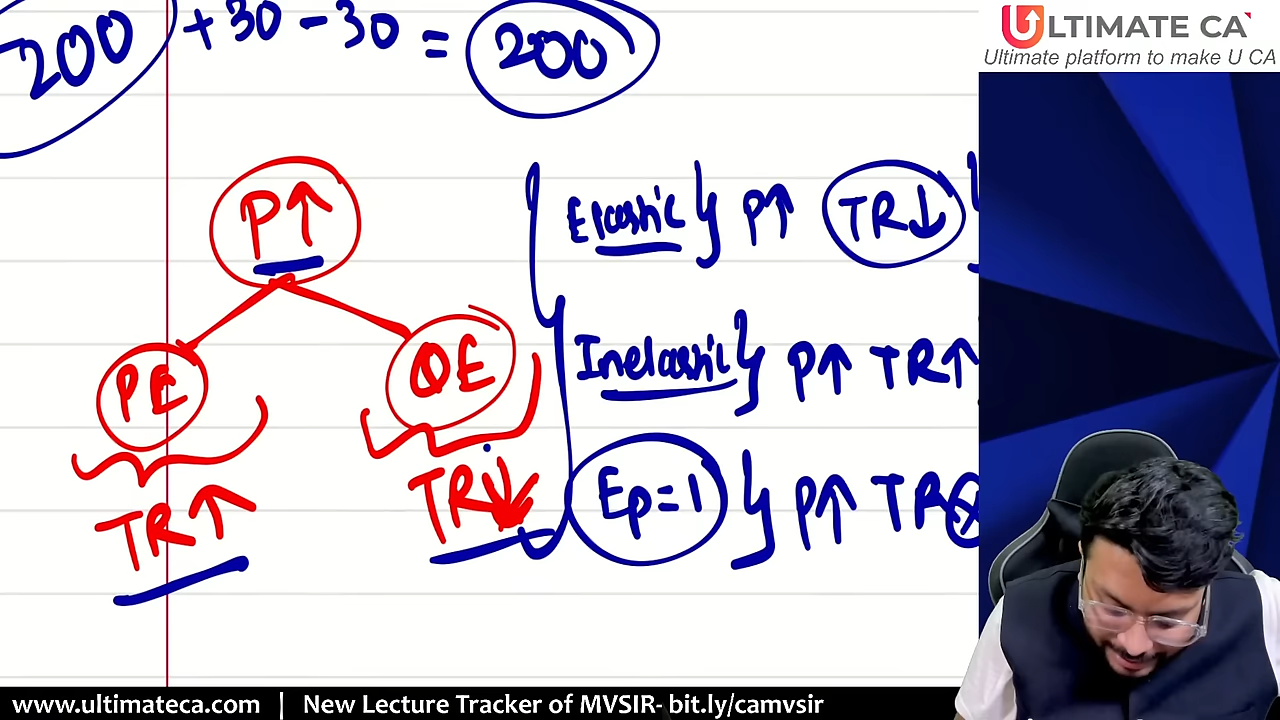 200 + 30 - 30 = 200
ULTIMATE CA
Ultimate platform to make U CA
P↑
PE
QE
TR↑
TR↓
Elastic } P↑ TR↓
Inelastic } P↑ TR↑
Ep=1 } P↑ TR
www.ultimateca.com | New Lecture Tracker of MVSIR- bit.ly/camvsir